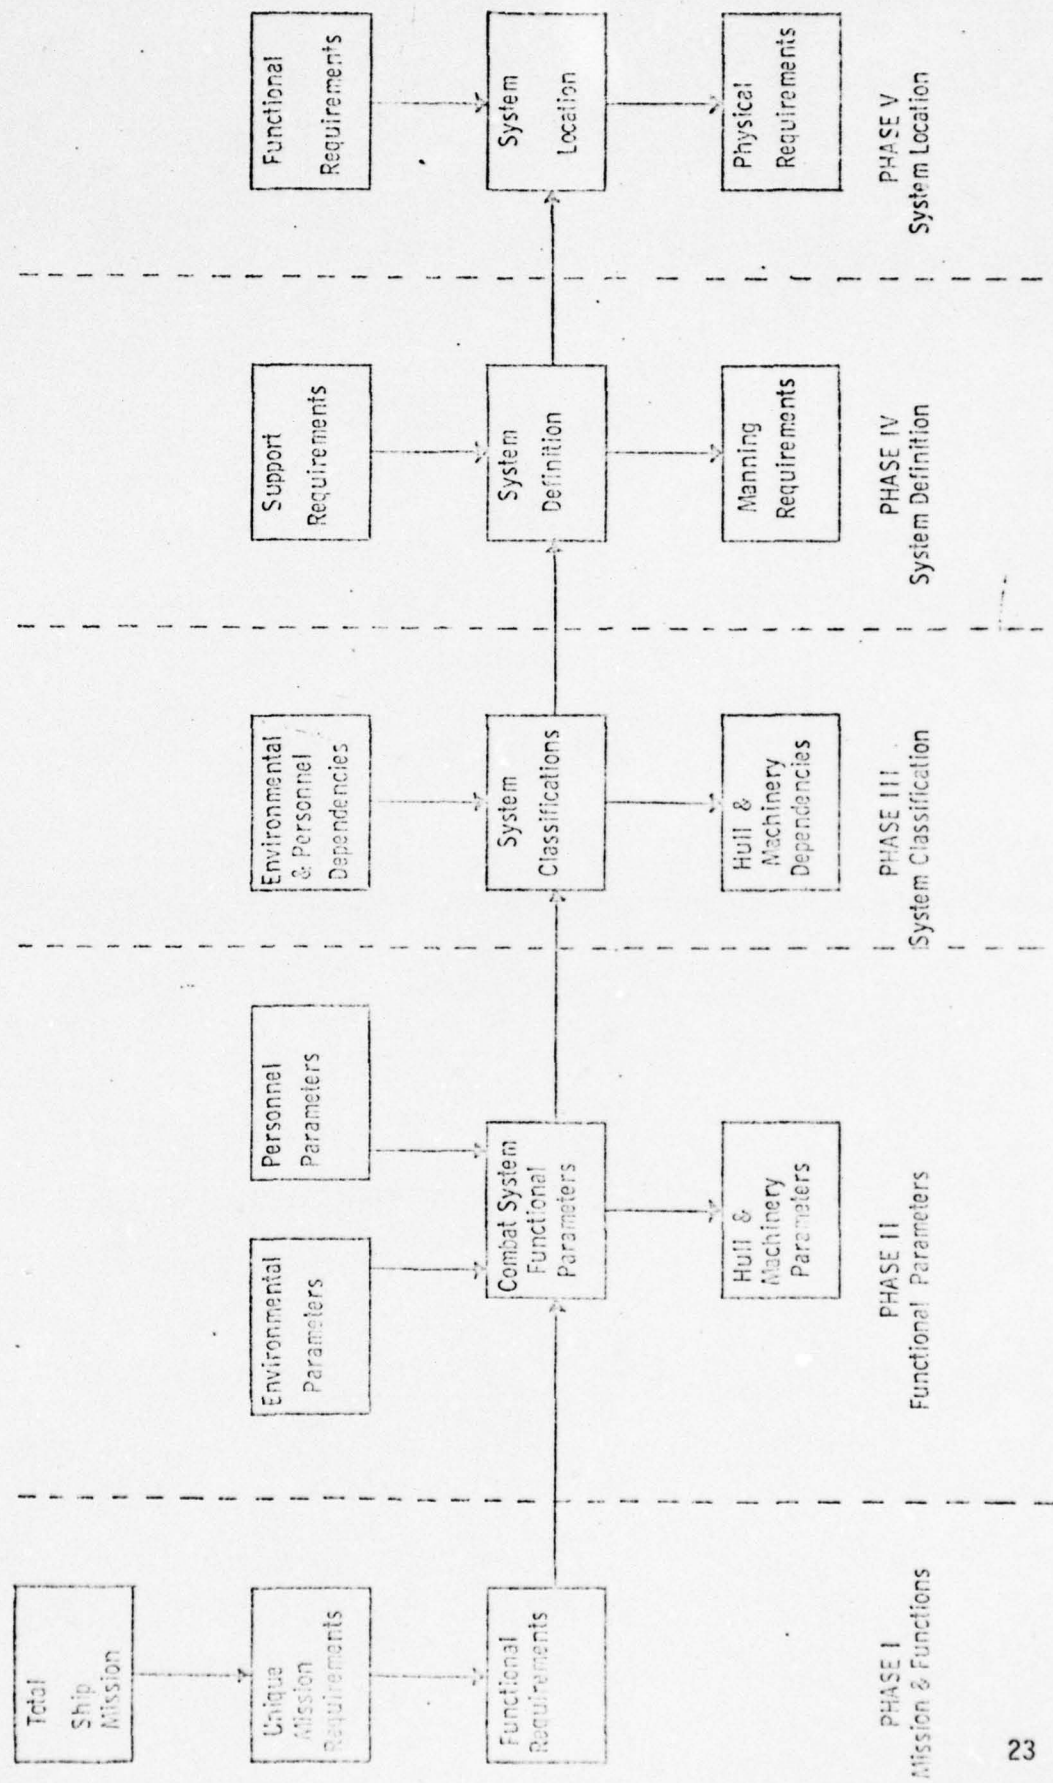 Total
Ship
Mission
Unique
Mission
Requirements
Functional
Requirements
PHASE I
Mission & Functions
Environmental
Parameters
Personnel
Parameters
Combat System
Functional
Parameters
Hull &
Machinery
Parameters
PHASE II
Functional Parameters
Environmental
& Personnel
Dependencies
System
Classifications
Hull &
Machinery
Dependencies
PHASE III
System Classification
Support
Requirements
System
Definition
Manning
Requirements
PHASE IV
System Definition
Functional
Requirements
System
Location
Physical
Requirements
PHASE V
System Location
23